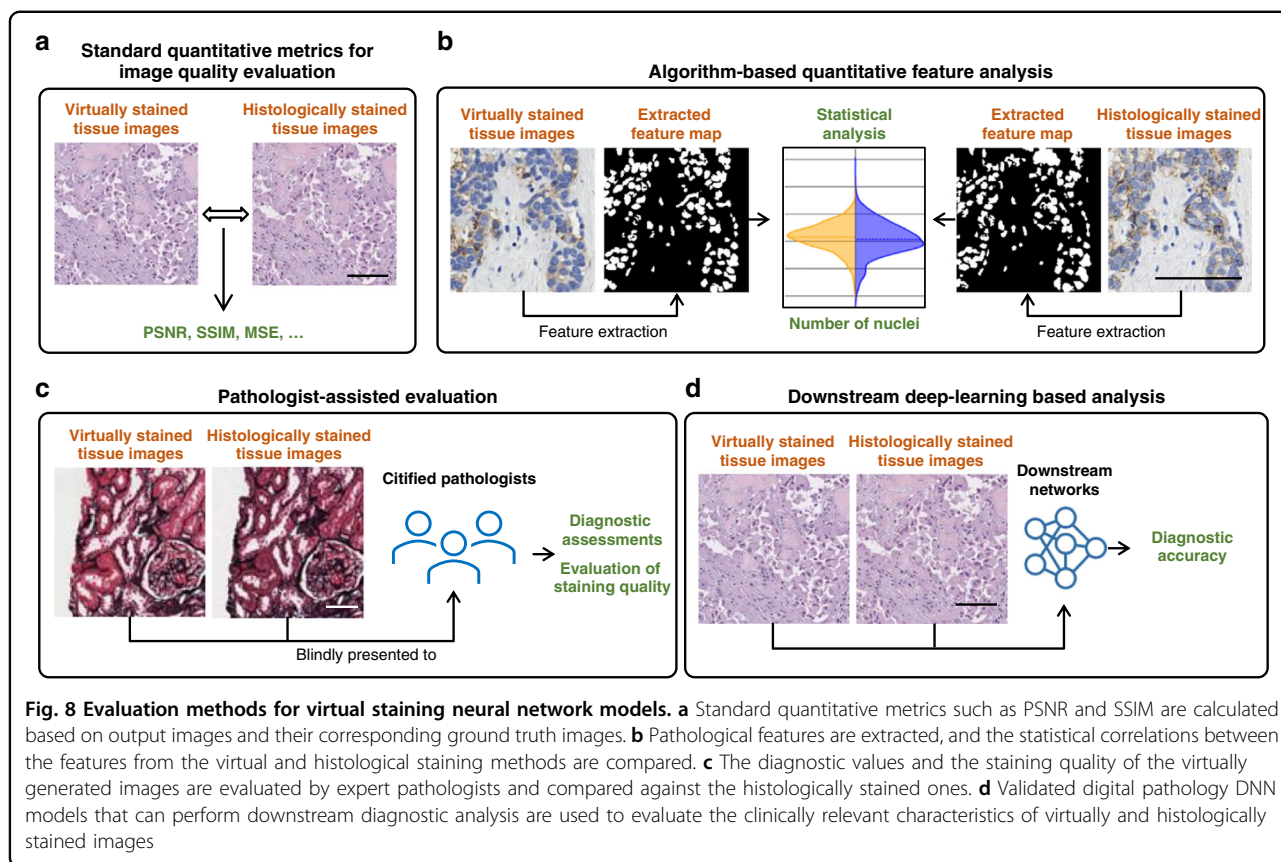 a
Standard quantitative metrics for
image quality evaluation
Virtually stained
tissue images
Histologically stained
tissue images
PSNR, SSIM, MSE, ...
b
Algorithm-based quantitative feature analysis
Virtually stained
tissue images
Extracted
feature map
Statistical
analysis
Extracted
feature map
Histologically stained
tissue images
Feature extraction
Number of nuclei
Feature extraction
c
Pathologist-assisted evaluation
Virtually stained
tissue images
Histologically stained
tissue images
Citified pathologists
Diagnostic
assessments
Evaluation of
staining quality
Blindly presented to
d
Downstream deep-learning based analysis
Virtually stained
tissue images
Histologically stained
tissue images
Downstream
networks
Diagnostic
accuracy
Fig. 8 Evaluation methods for virtual staining neural network models. a Standard quantitative metrics such as PSNR and SSIM are calculated
based on output images and their corresponding ground truth images. b Pathological features are extracted, and the statistical correlations between
the features from the virtual and histological staining methods are compared. c The diagnostic values and the staining quality of the virtually
generated images are evaluated by expert pathologists and compared against the histologically stained ones. d Validated digital pathology DNN
models that can perform downstream diagnostic analysis are used to evaluate the clinically relevant characteristics of virtually and histologically
stained images